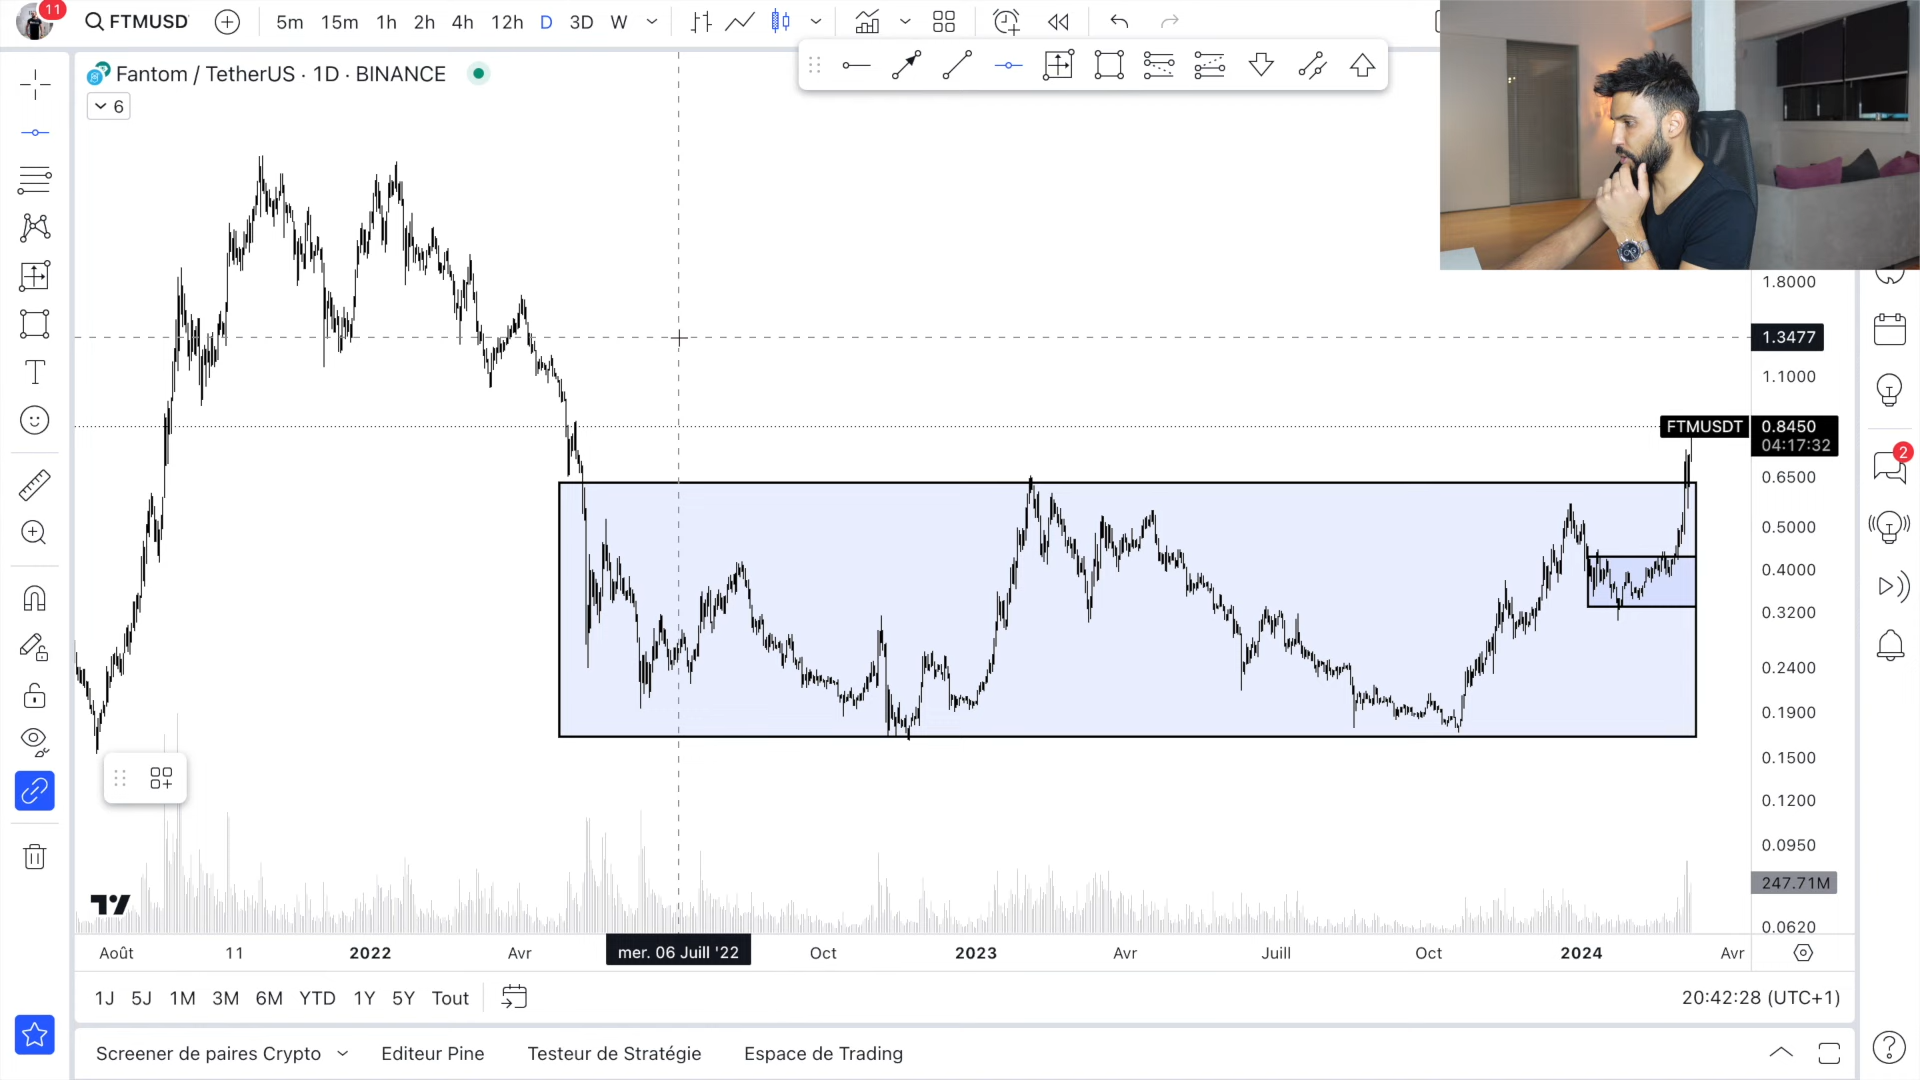 11
FTMUSD
5m 15m 1h 2h 4h 12h D 3D W
Fantom / TetherUS · 1D · BINANCE
6
1.8000
1.3477
1.1000
FTMUSDT 0.8450
04:17:32
0.6500
0.5000
0.4000
0.3200
0.2400
0.1900
0.1500
0.1200
0.0950
247.71M
0.0620
2
Août 11 2022 Avr mer. 06 Juill '22 Oct 2023 Avr Juill Oct 2024 Avr
1J 5J 1M 3M 6M YTD 1Y 5Y Tout
20:42:28 (UTC+1)
Screener de paires Crypto Editeur Pine Testeur de Stratégie Espace de Trading